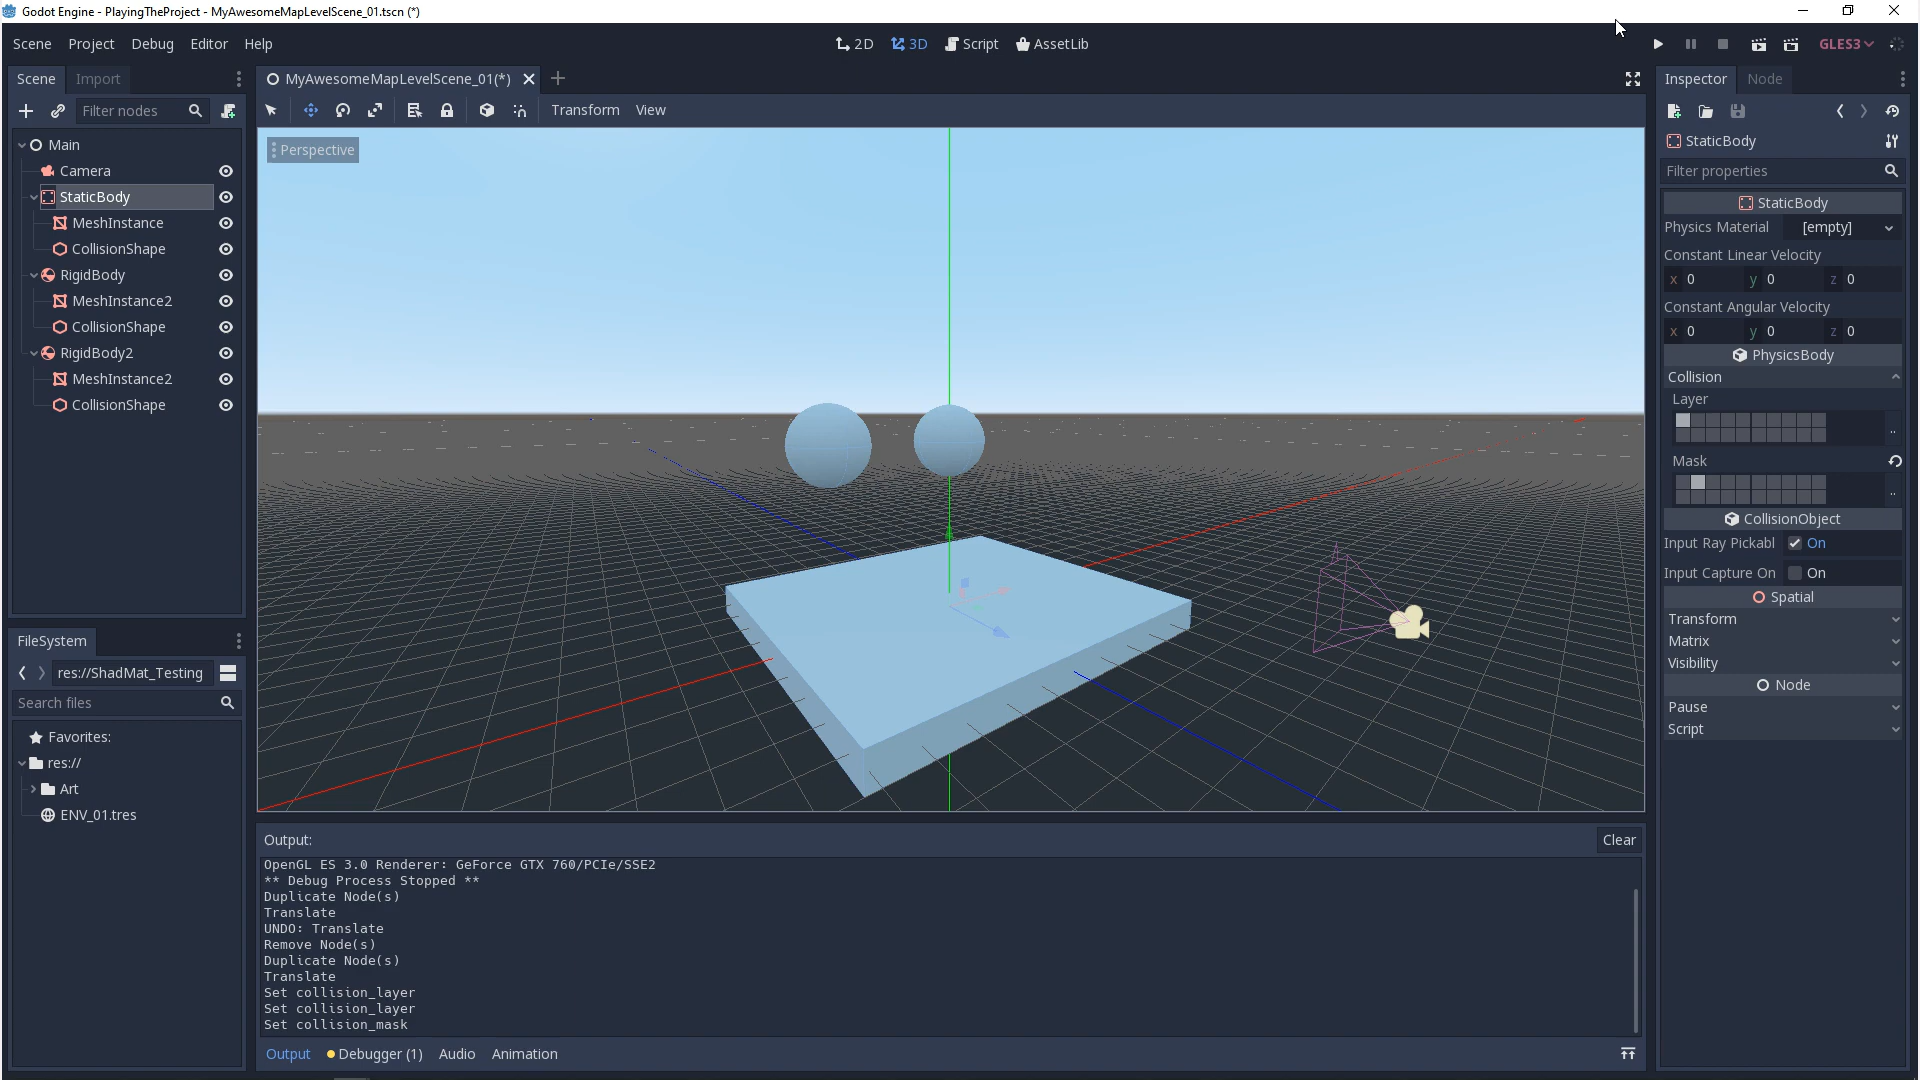 Godot Engine - PlayingTheProject - MyAwesomeMapLevelScene_01.tscn (*)
Scene Project Debug Editor Help
2D 3D Script AssetLib
GLES3
Scene Import
Filter nodes
Main
Camera
StaticBody
MeshInstance
CollisionShape
RigidBody
MeshInstance2
CollisionShape
RigidBody2
MeshInstance2
CollisionShape
FileSystem
res://ShadMat_Testing
Search files
Favorites:
res://
Art
ENV_01.tres
MyAwesomeMapLevelScene_01(*)
Transform View
Perspective
Output:
Clear
OpenGL ES 3.0 Renderer: GeForce GTX 760/PCIe/SSE2
** Debug Process Stopped **
Duplicate Node(s)
Translate
UNDO: Translate
Remove Node(s)
Duplicate Node(s)
Translate
Set collision_layer
Set collision_layer
Set collision_mask
Output Debugger (1) Audio Animation
Inspector Node
StaticBody
Filter properties
StaticBody
Physics Material [empty]
Constant Linear Velocity
x 0 y 0 z 0
Constant Angular Velocity
x 0 y 0 z 0
PhysicsBody
Collision
Layer
..
Mask
..
CollisionObject
Input Ray Pickabl On
Input Capture On On
Spatial
Transform
Matrix
Visibility
Node
Pause
Script